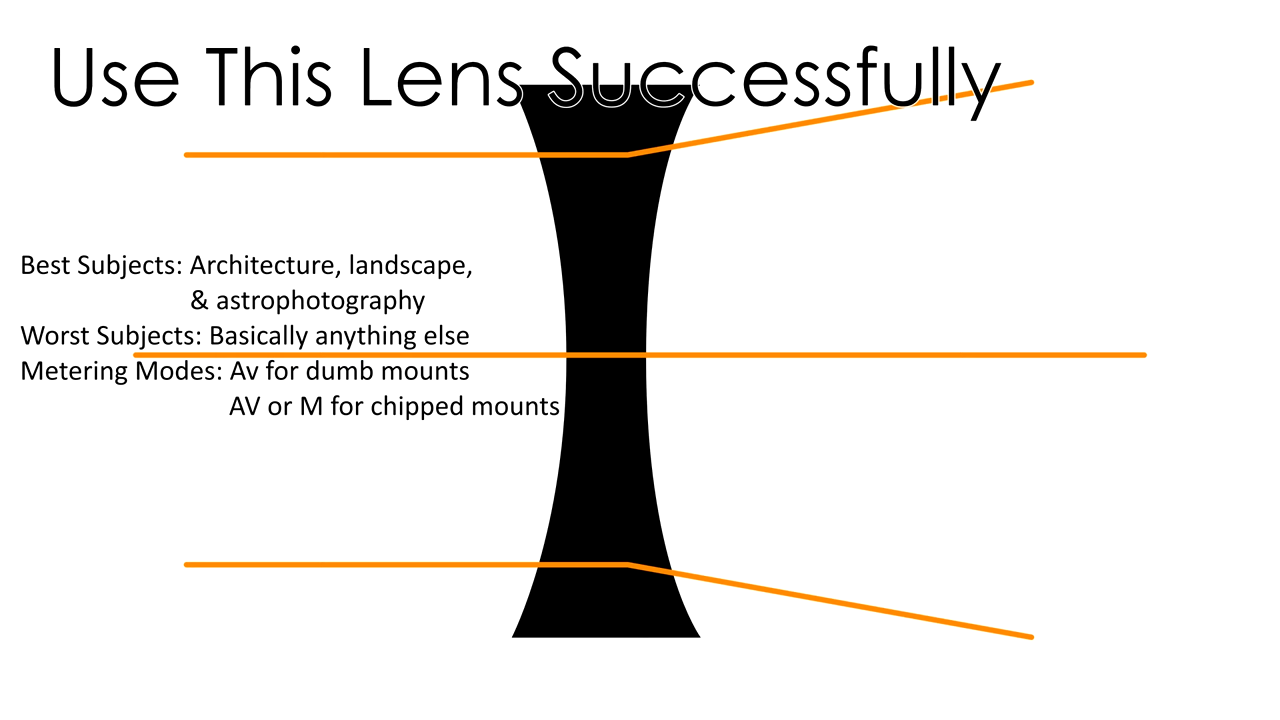 Use This Lens Successfully
Best Subjects: Architecture, landscape,
& astrophotography
Worst Subjects: Basically anything else
Metering Modes: Av for dumb mounts
AV or M for chipped mounts